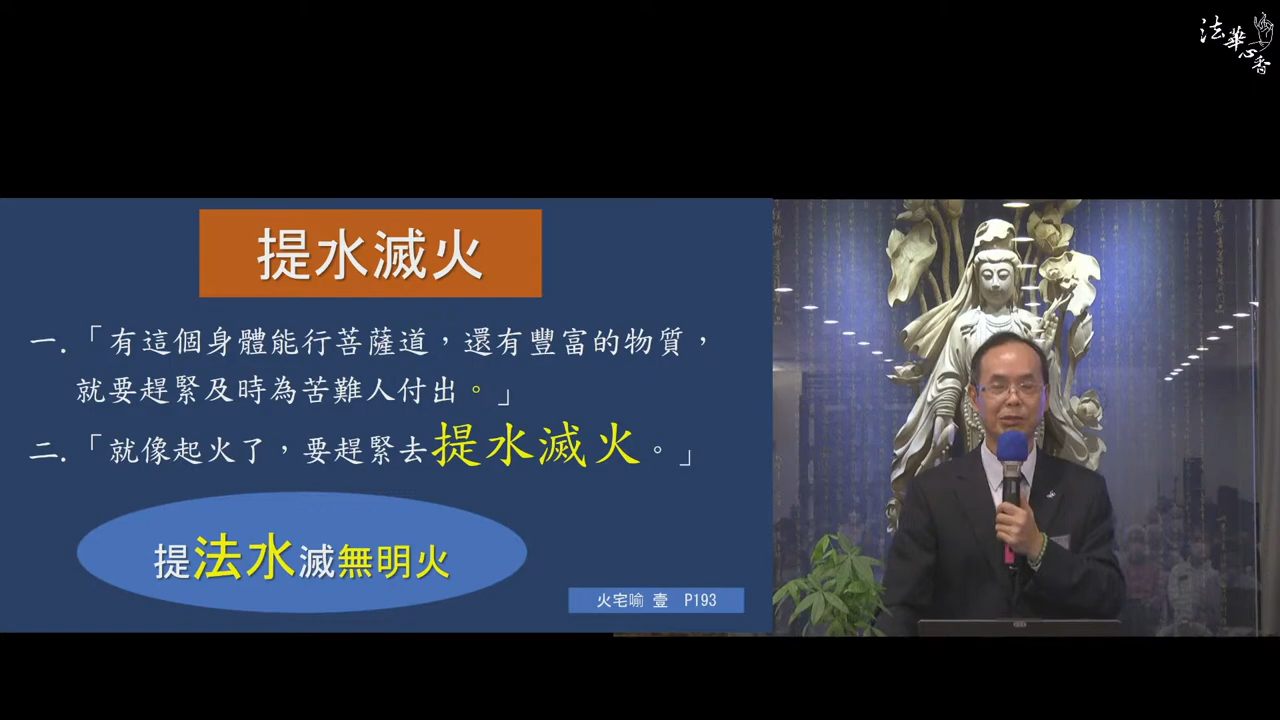 法華心香
提水滅火
一.「有這個身體能行菩薩道，還有豐富的物質，
就要趕緊及時為苦難人付出。」
二.「就像起火了，要趕緊去提水滅火。」
提法水滅無明火
火宅喻 壹 P193